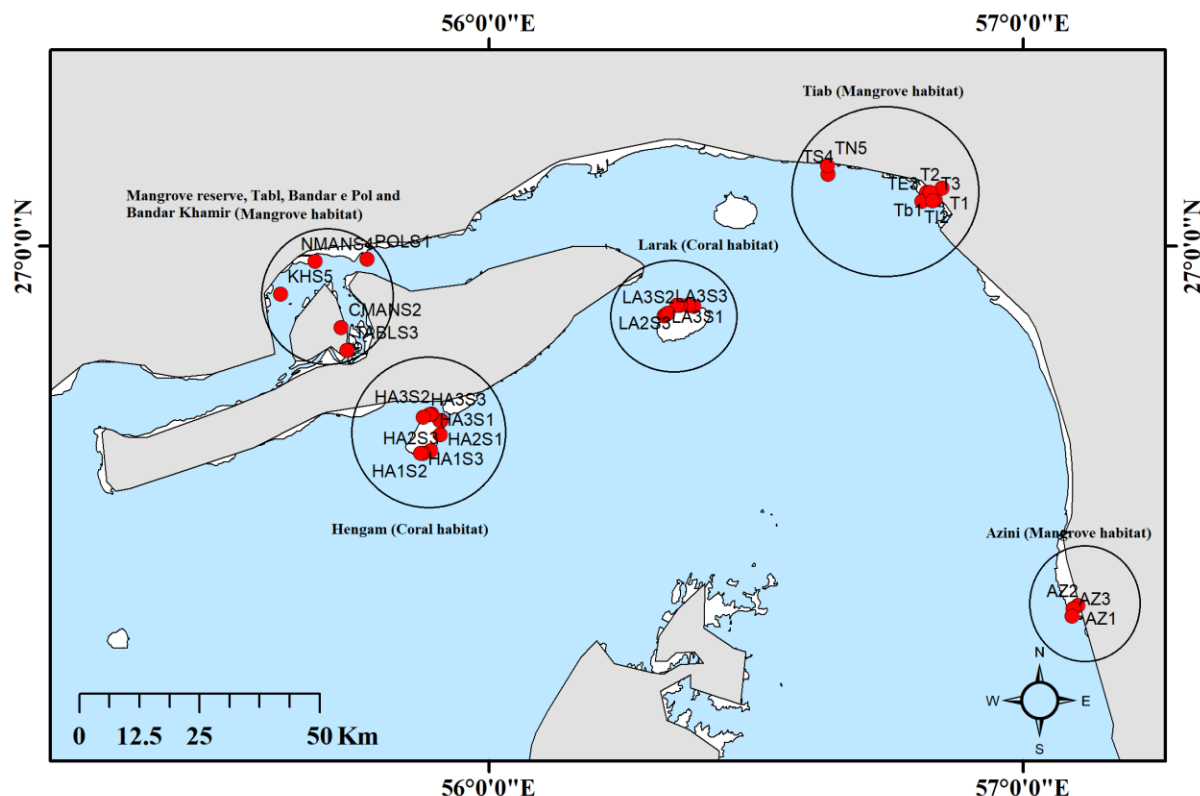 56°0'0"E
57°0'0"E
Tiab (Mangrove habitat)
TS4
TN5
T2
TE3
T3
Tb1
T1
Tl2
Mangrove reserve, Tabl, Bandar e Pol and
Bandar Khamir (Mangrove habitat)
27°0'0"N
27°0'0"N
NMANS4
POLS1
KHS5
CMANS2
TABLS3
Larak (Coral habitat)
LA3S2
LA3S3
LA2S3
LA3S1
HA3S2
HA3S3
HA3S1
HA2S3
HA2S1
HA1S3
HA1S2
Hengam (Coral habitat)
Azini (Mangrove habitat)
AZ2
AZ3
AZ1
N
W
E
S
0 12.5 25 50 Km
56°0'0"E
57°0'0"E